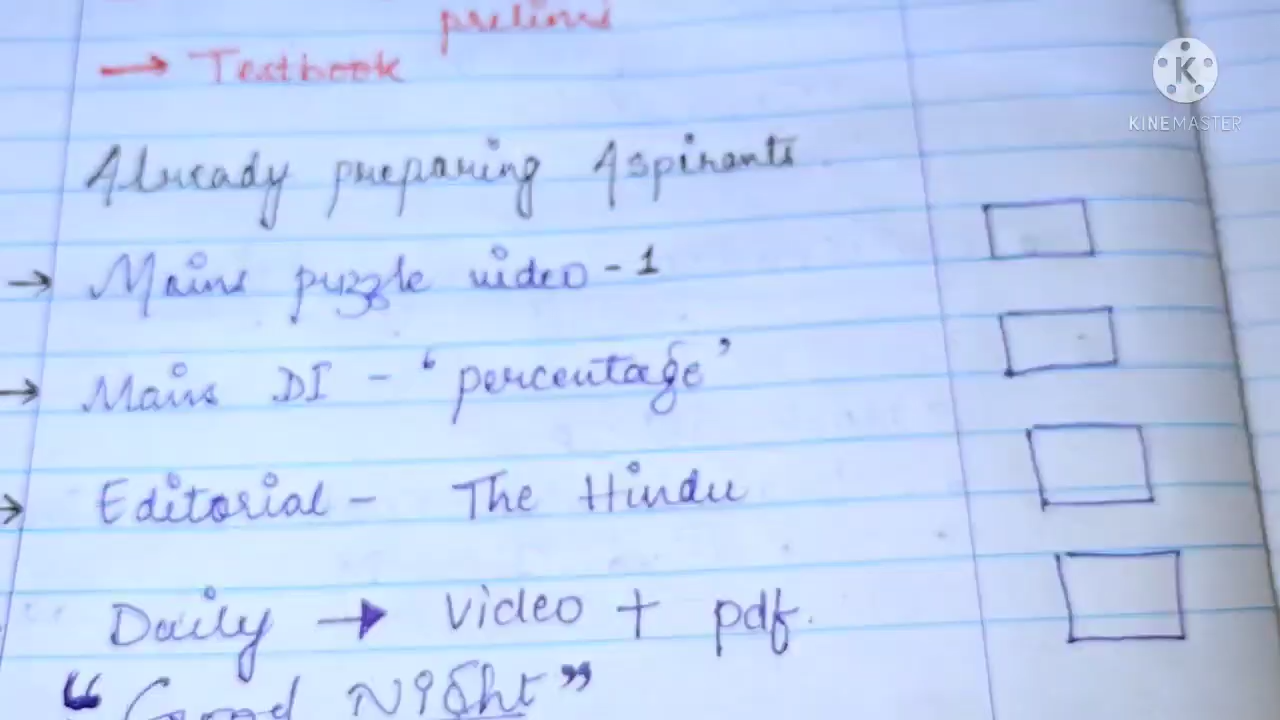 prelims
→ Testbook
Already preparing Aspirants
→ Mains puzzle video - 1
→ Mains DI - ‘percentage’
→ Editorial - The Hindu
Daily → Video + pdf.
“Good Night”
K
KINEMASTER